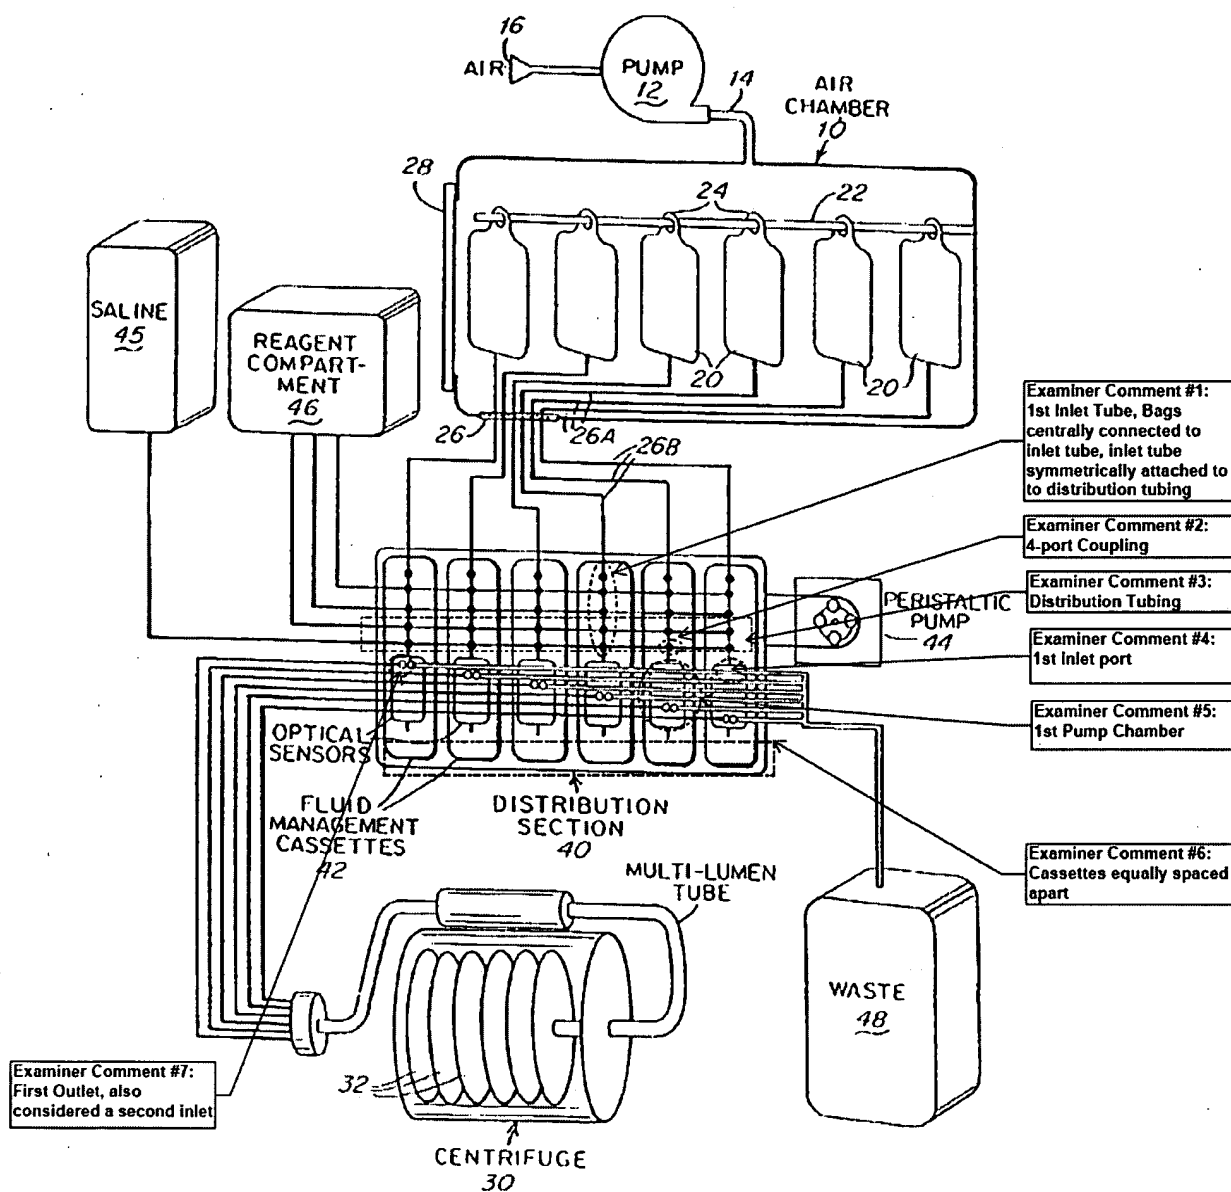 16
AIR
PUMP
12
14
AIR
CHAMBER
10
28
24
22
SALINE
45
REAGENT
COMPART-
MENT
46
20
20
26
26A
26B
Examiner Comment #1:
1st Inlet Tube, Bags
centrally connected to
inlet tube, inlet tube
symmetrically attached to
to distribution tubing
Examiner Comment #2:
4-port Coupling
Examiner Comment #3:
Distribution Tubing
PERISTALTIC
PUMP
44
Examiner Comment #4:
1st Inlet port
Examiner Comment #5:
1st Pump Chamber
OPTICAL
SENSORS
FLUID
MANAGEMENT
CASSETTES
42
DISTRIBUTION
SECTION
40
MULTI-LUMEN
TUBE
Examiner Comment #6:
Cassettes equally spaced
apart
WASTE
48
Examiner Comment #7:
First Outlet, also
considered a second inlet
32
CENTRIFUGE
30